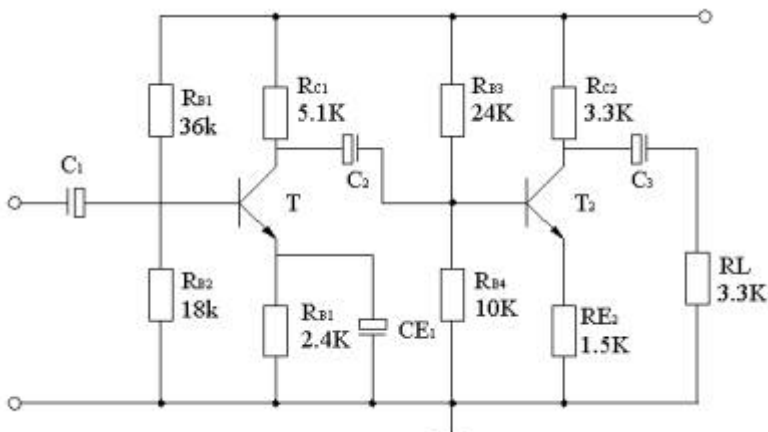 RB1
36k
RC1
5.1K
RB3
24K
RC2
3.3K
C1
C2
T
C3
T2
RB2
18k
RB1
2.4K
CE1
RB4
10K
RE2
1.5K
RL
3.3K